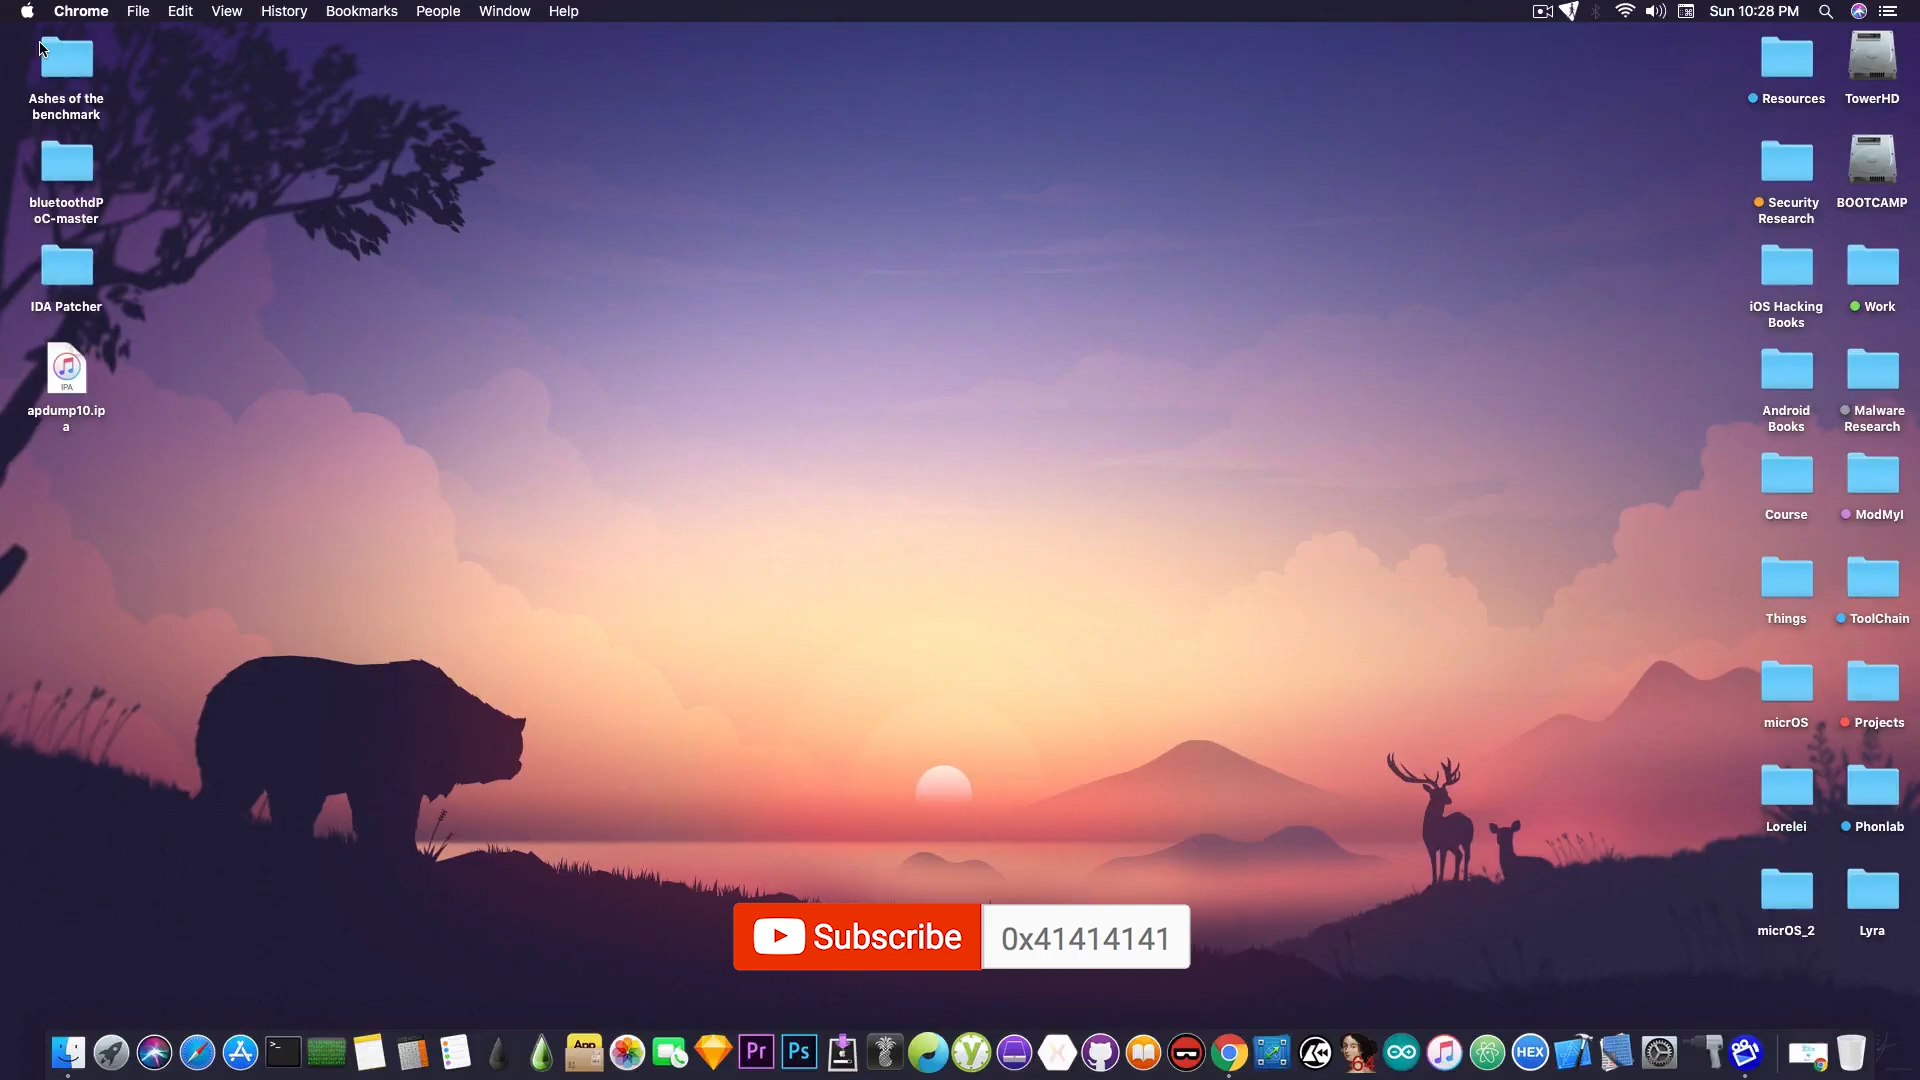 Chrome File Edit View History Bookmarks People Window Help
Sun 10:28 PM
Ashes of the
benchmark
bluetoothdP
oC-master
IDA Patcher
IPA
apdump10.ip
a
Resources
TowerHD
Security
Research
BOOTCAMP
iOS Hacking
Books
Work
Android
Books
Malware
Research
Course
ModMyI
Things
ToolChain
micrOS
Projects
Lorelei
Phonlab
micrOS_2
Lyra
Subscribe
0x41414141
App
Pr
Ps
HEX